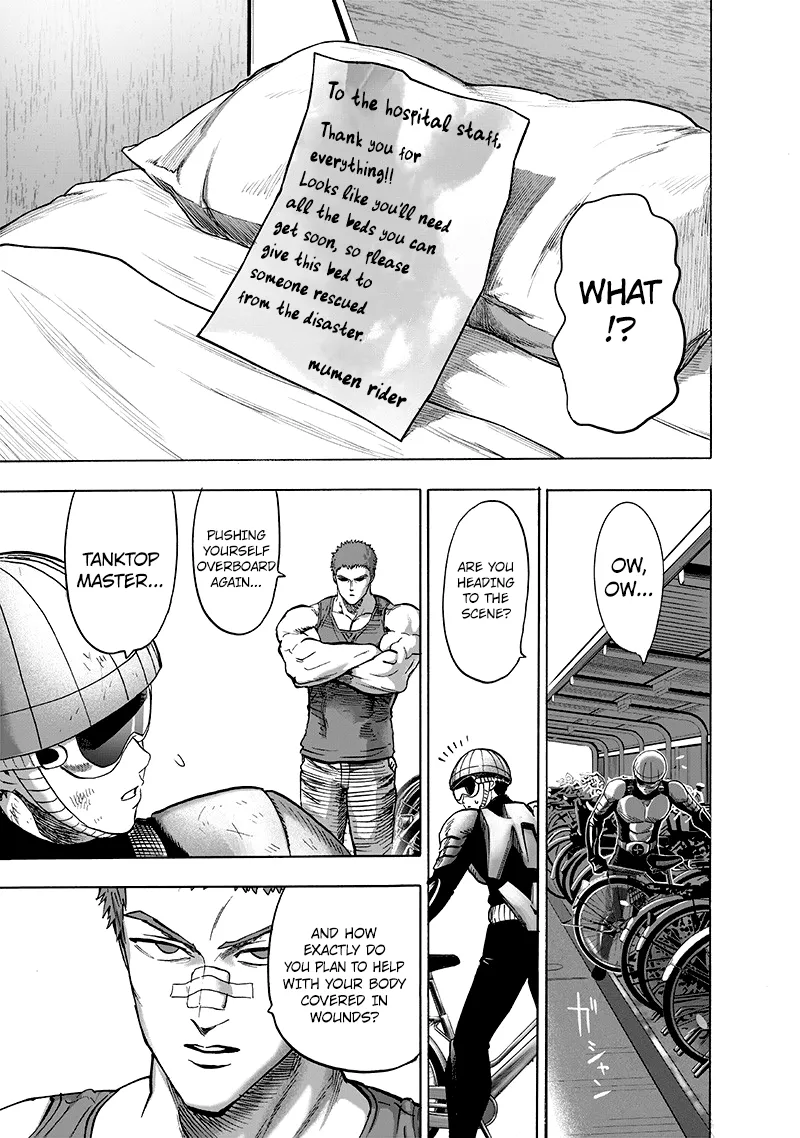 To the hospital staff,
Thank you for
everything!!
Looks like you'll need
all the beds you can
get soon, so please
give this bed to
someone rescued
from the disaster.
mumen rider
WHAT
!?
OW,
OW...
ガシャン
ARE YOU
HEADING
TO THE
SCENE?
PUSHING
YOURSELF
OVERBOARD
AGAIN...
TANKTOP
MASTER...
AND HOW
EXACTLY DO
YOU PLAN TO HELP
WITH YOUR BODY
COVERED IN
WOUNDS?